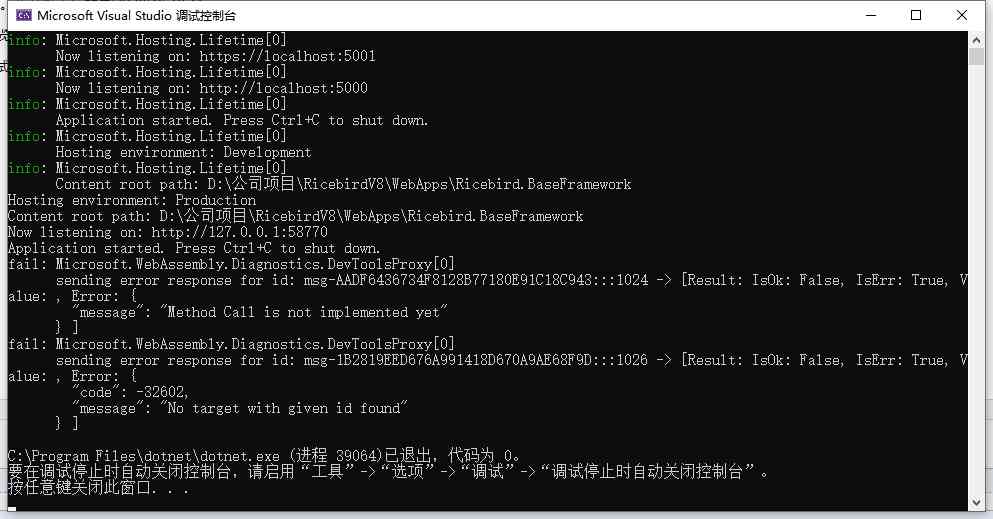 Microsoft Visual Studio 调试控制台
info: Microsoft.Hosting.Lifetime[0]
      Now listening on: https://localhost:5001
info: Microsoft.Hosting.Lifetime[0]
      Now listening on: http://localhost:5000
info: Microsoft.Hosting.Lifetime[0]
      Application started. Press Ctrl+C to shut down.
info: Microsoft.Hosting.Lifetime[0]
      Hosting environment: Development
info: Microsoft.Hosting.Lifetime[0]
      Content root path: D:\公司项目\RicebirdV8\WebApps\Ricebird.BaseFramework
Hosting environment: Production
Content root path: D:\公司项目\RicebirdV8\WebApps\Ricebird.BaseFramework
Now listening on: http://127.0.0.1:58770
Application started. Press Ctrl+C to shut down.
fail: Microsoft.WebAssembly.Diagnostics.DevToolsProxy[0]
      sending error response for id: msg-AADF6436734F8128B77180E91C18C943:::1024 -> [Result: IsOk: False, IsErr: True, V
alue: , Error: {
        "message": "Method Call is not implemented yet"
      } ]
fail: Microsoft.WebAssembly.Diagnostics.DevToolsProxy[0]
      sending error response for id: msg-1B2819EED676A991418D670A9AE68F9D:::1026 -> [Result: IsOk: False, IsErr: True, V
alue: , Error: {
        "code": -32602,
        "message": "No target with given id found"
      } ]
C:\Program Files\dotnet\dotnet.exe (进程 39064)已退出，代码为 0。
要在调试停止时自动关闭控制台，请启用“工具”->“选项”->“调试”->“调试停止时自动关闭控制台”。
按任意键关闭此窗口. . .